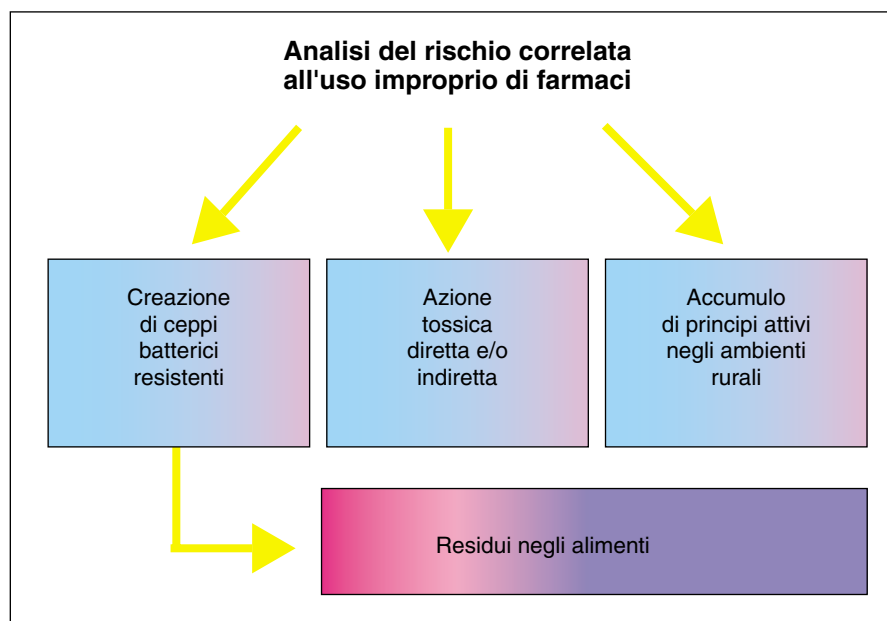 Analisi del rischio correlata
all'uso improprio di farmaci
Creazione
di ceppi
batterici
resistenti
Azione
tossica
diretta e/o
indiretta
Accumulo
di principi attivi
negli ambienti
rurali
Residui negli alimenti